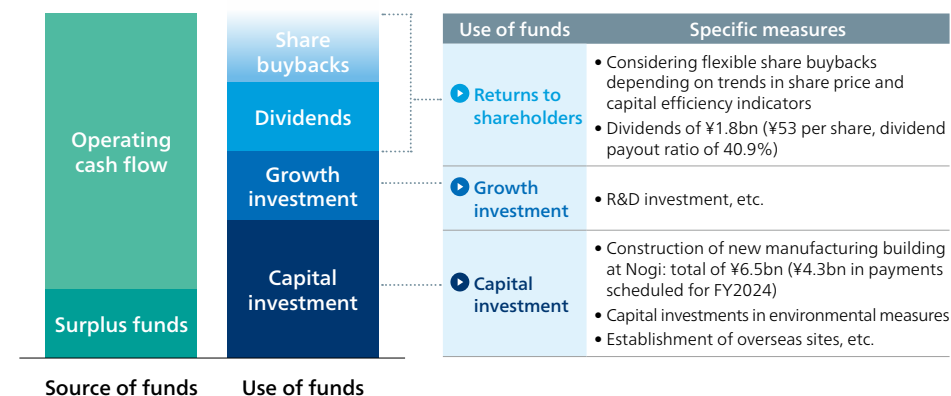 Operating
cash flow
Surplus funds
Source of funds
Share
buybacks
Dividends
Growth
investment
Capital
investment
Use of funds
Use of funds
Specific measures
Returns to
shareholders
• Considering flexible share buybacks
depending on trends in share price and
capital efficiency indicators
• Dividends of ¥1.8bn (¥53 per share, dividend
payout ratio of 40.9%)
Growth
investment
• R&D investment, etc.
Capital
investment
• Construction of new manufacturing building
at Nogi: total of ¥6.5bn (¥4.3bn in payments
scheduled for FY2024)
• Capital investments in environmental measures
• Establishment of overseas sites, etc.